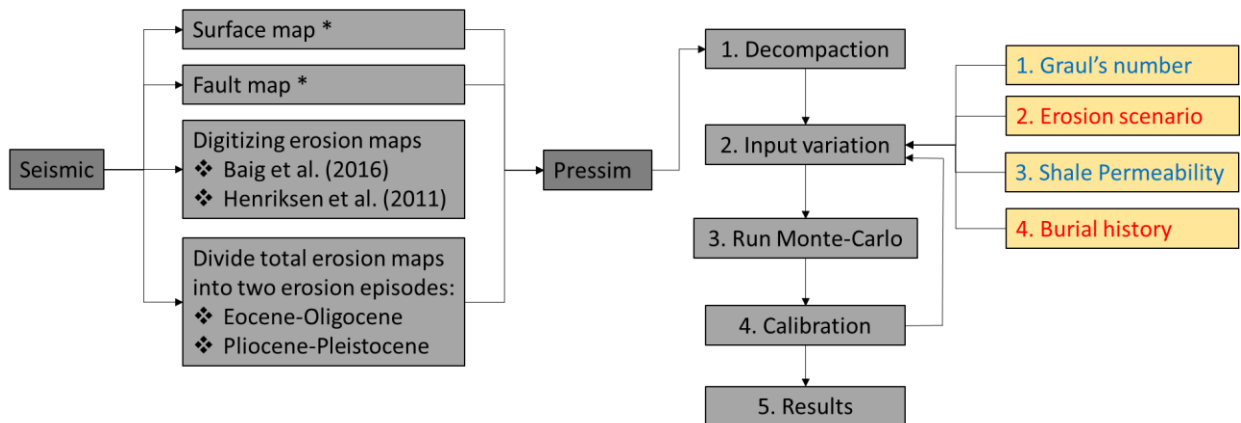 Seismic
Surface map *
Fault map *
Digitizing erosion maps
❖ Baig et al. (2016)
❖ Henriksen et al. (2011)
Divide total erosion maps
into two erosion episodes:
❖ Eocene-Oligocene
❖ Pliocene-Pleistocene
Pressim
1. Decompaction
2. Input variation
3. Run Monte-Carlo
4. Calibration
5. Results
1. Graul’s number
2. Erosion scenario
3. Shale Permeability
4. Burial history